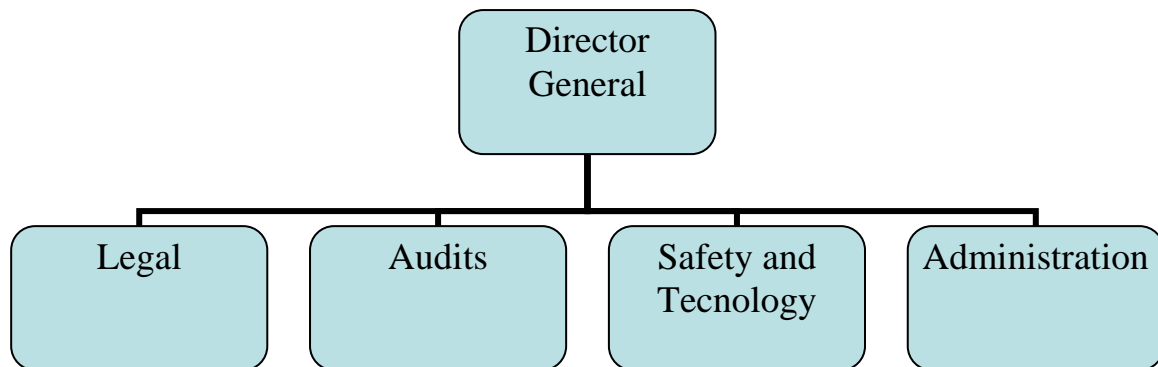 Director
General
Legal
Audits
Safety and
Tecnology
Administration